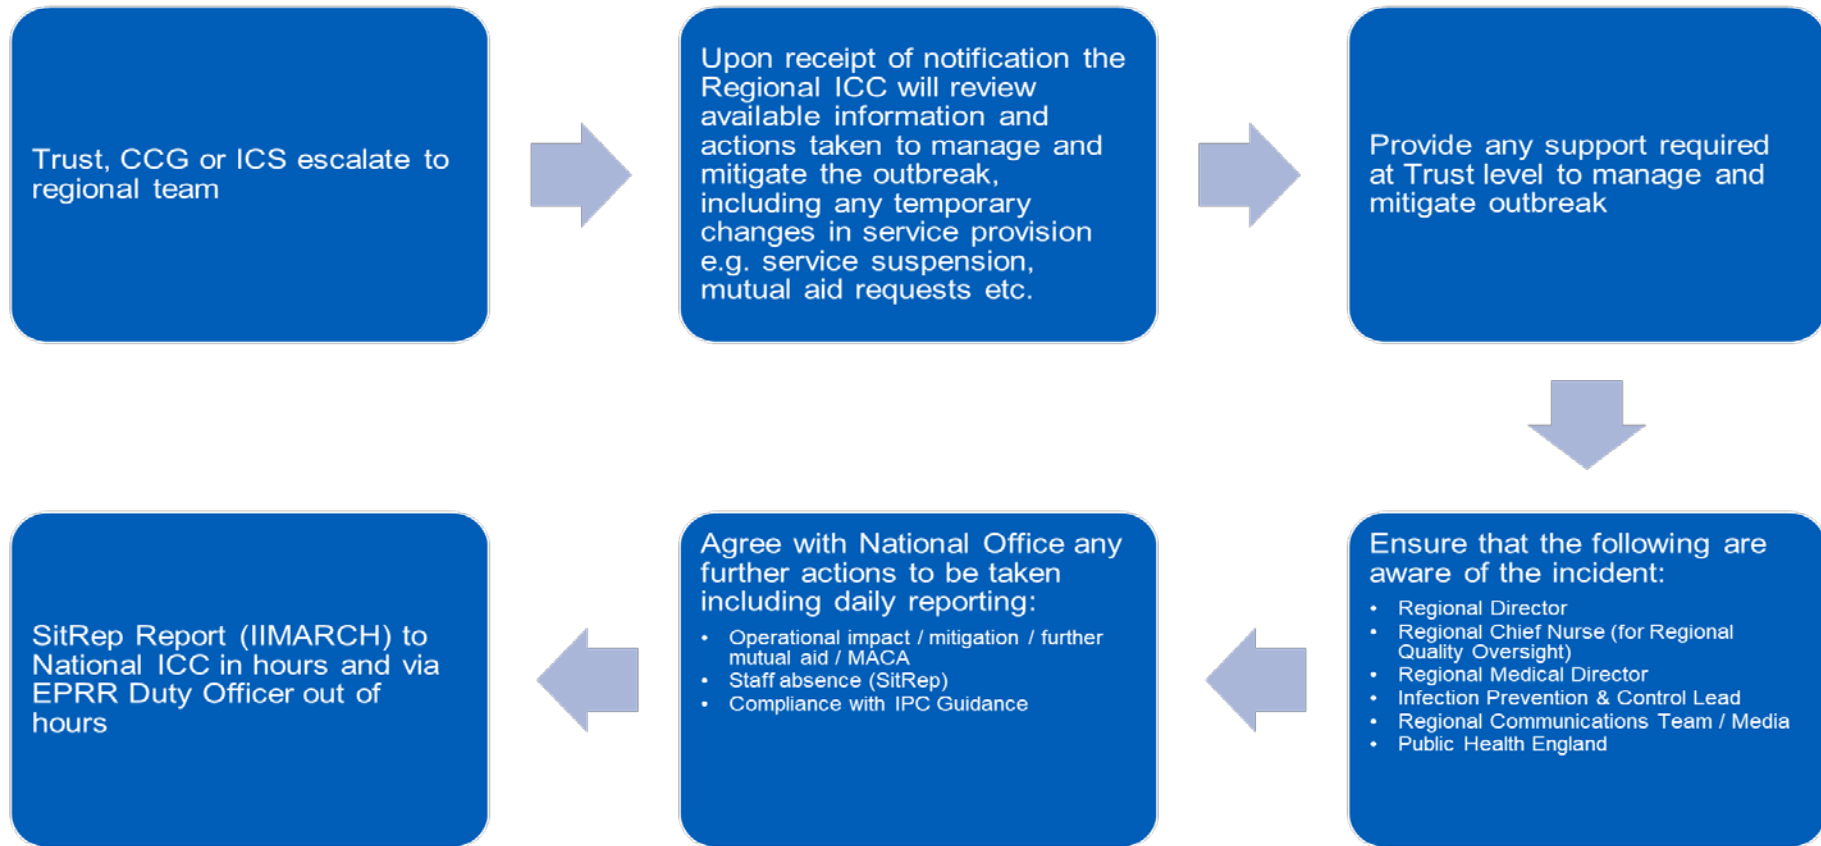 Trust, CCG or ICS escalate to
regional team
Upon receipt of notification the
Regional ICC will review
available information and
actions taken to manage and
mitigate the outbreak,
including any temporary
changes in service provision
e.g. service suspension,
mutual aid requests etc.
Provide any support required
at Trust level to manage and
mitigate outbreak
Ensure that the following are
aware of the incident:
• Regional Director
• Regional Chief Nurse (for Regional
Quality Oversight)
• Regional Medical Director
• Infection Prevention & Control Lead
• Regional Communications Team / Media
• Public Health England
Agree with National Office any
further actions to be taken
including daily reporting:
• Operational impact / mitigation / further
mutual aid / MACA
• Staff absence (SitRep)
• Compliance with IPC Guidance
SitRep Report (IIMARCH) to
National ICC in hours and via
EPRR Duty Officer out of
hours